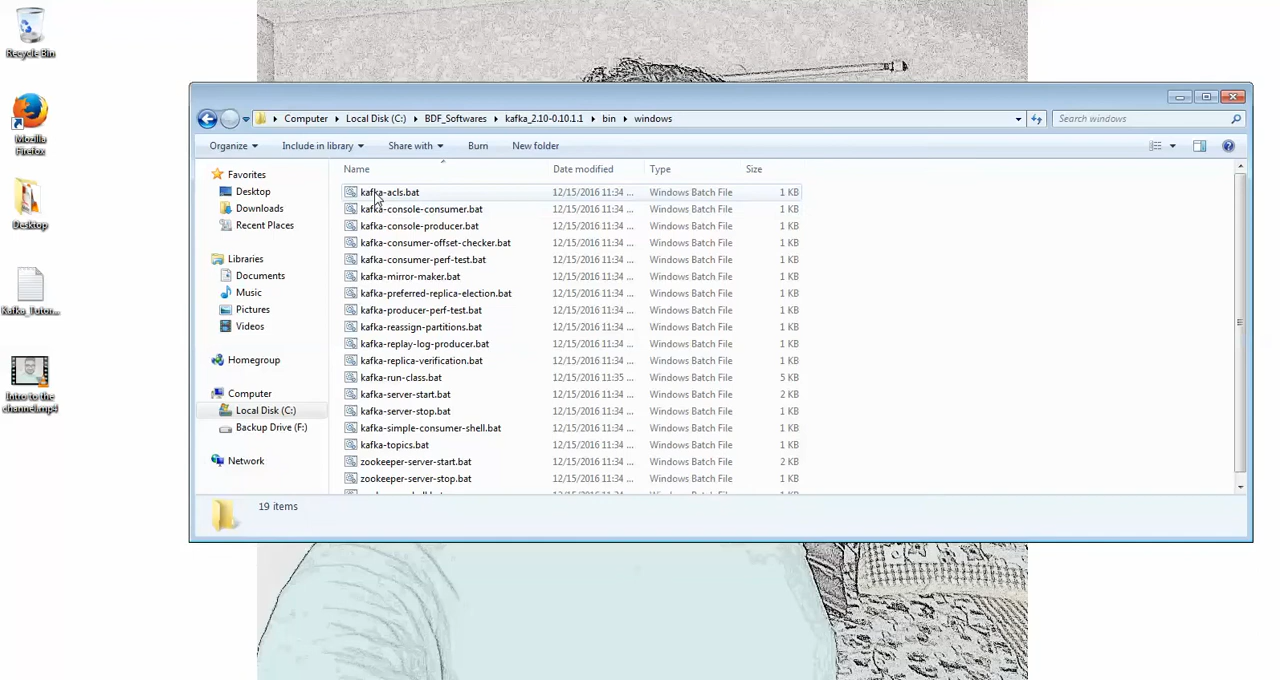 Recycle Bin
Mozilla
Firefox
Desktop
Kafka_Tutor...
Intro to the
channel.mp4
Computer
Local Disk (C:)
BDF_Softwares
kafka_2.10-0.10.1.1
bin
windows
Search windows
Organize
Include in library
Share with
Burn
New folder
Favorites
Desktop
Downloads
Recent Places
Libraries
Documents
Music
Pictures
Videos
Homegroup
Computer
Local Disk (C:)
Backup Drive (F:)
Network
Name Date modified Type Size
kafka-acls.bat 12/15/2016 11:34 ... Windows Batch File 1 KB
kafka-console-consumer.bat 12/15/2016 11:34 ... Windows Batch File 1 KB
kafka-console-producer.bat 12/15/2016 11:34 ... Windows Batch File 1 KB
kafka-consumer-offset-checker.bat 12/15/2016 11:34 ... Windows Batch File 1 KB
kafka-consumer-perf-test.bat 12/15/2016 11:34 ... Windows Batch File 1 KB
kafka-mirror-maker.bat 12/15/2016 11:34 ... Windows Batch File 1 KB
kafka-preferred-replica-election.bat 12/15/2016 11:34 ... Windows Batch File 1 KB
kafka-producer-perf-test.bat 12/15/2016 11:34 ... Windows Batch File 1 KB
kafka-reassign-partitions.bat 12/15/2016 11:34 ... Windows Batch File 1 KB
kafka-replay-log-producer.bat 12/15/2016 11:34 ... Windows Batch File 1 KB
kafka-replica-verification.bat 12/15/2016 11:34 ... Windows Batch File 1 KB
kafka-run-class.bat 12/15/2016 11:35 ... Windows Batch File 5 KB
kafka-server-start.bat 12/15/2016 11:34 ... Windows Batch File 2 KB
kafka-server-stop.bat 12/15/2016 11:34 ... Windows Batch File 1 KB
kafka-simple-consumer-shell.bat 12/15/2016 11:34 ... Windows Batch File 1 KB
kafka-topics.bat 12/15/2016 11:34 ... Windows Batch File 1 KB
zookeeper-server-start.bat 12/15/2016 11:34 ... Windows Batch File 2 KB
zookeeper-server-stop.bat 12/15/2016 11:34 ... Windows Batch File 1 KB
19 items